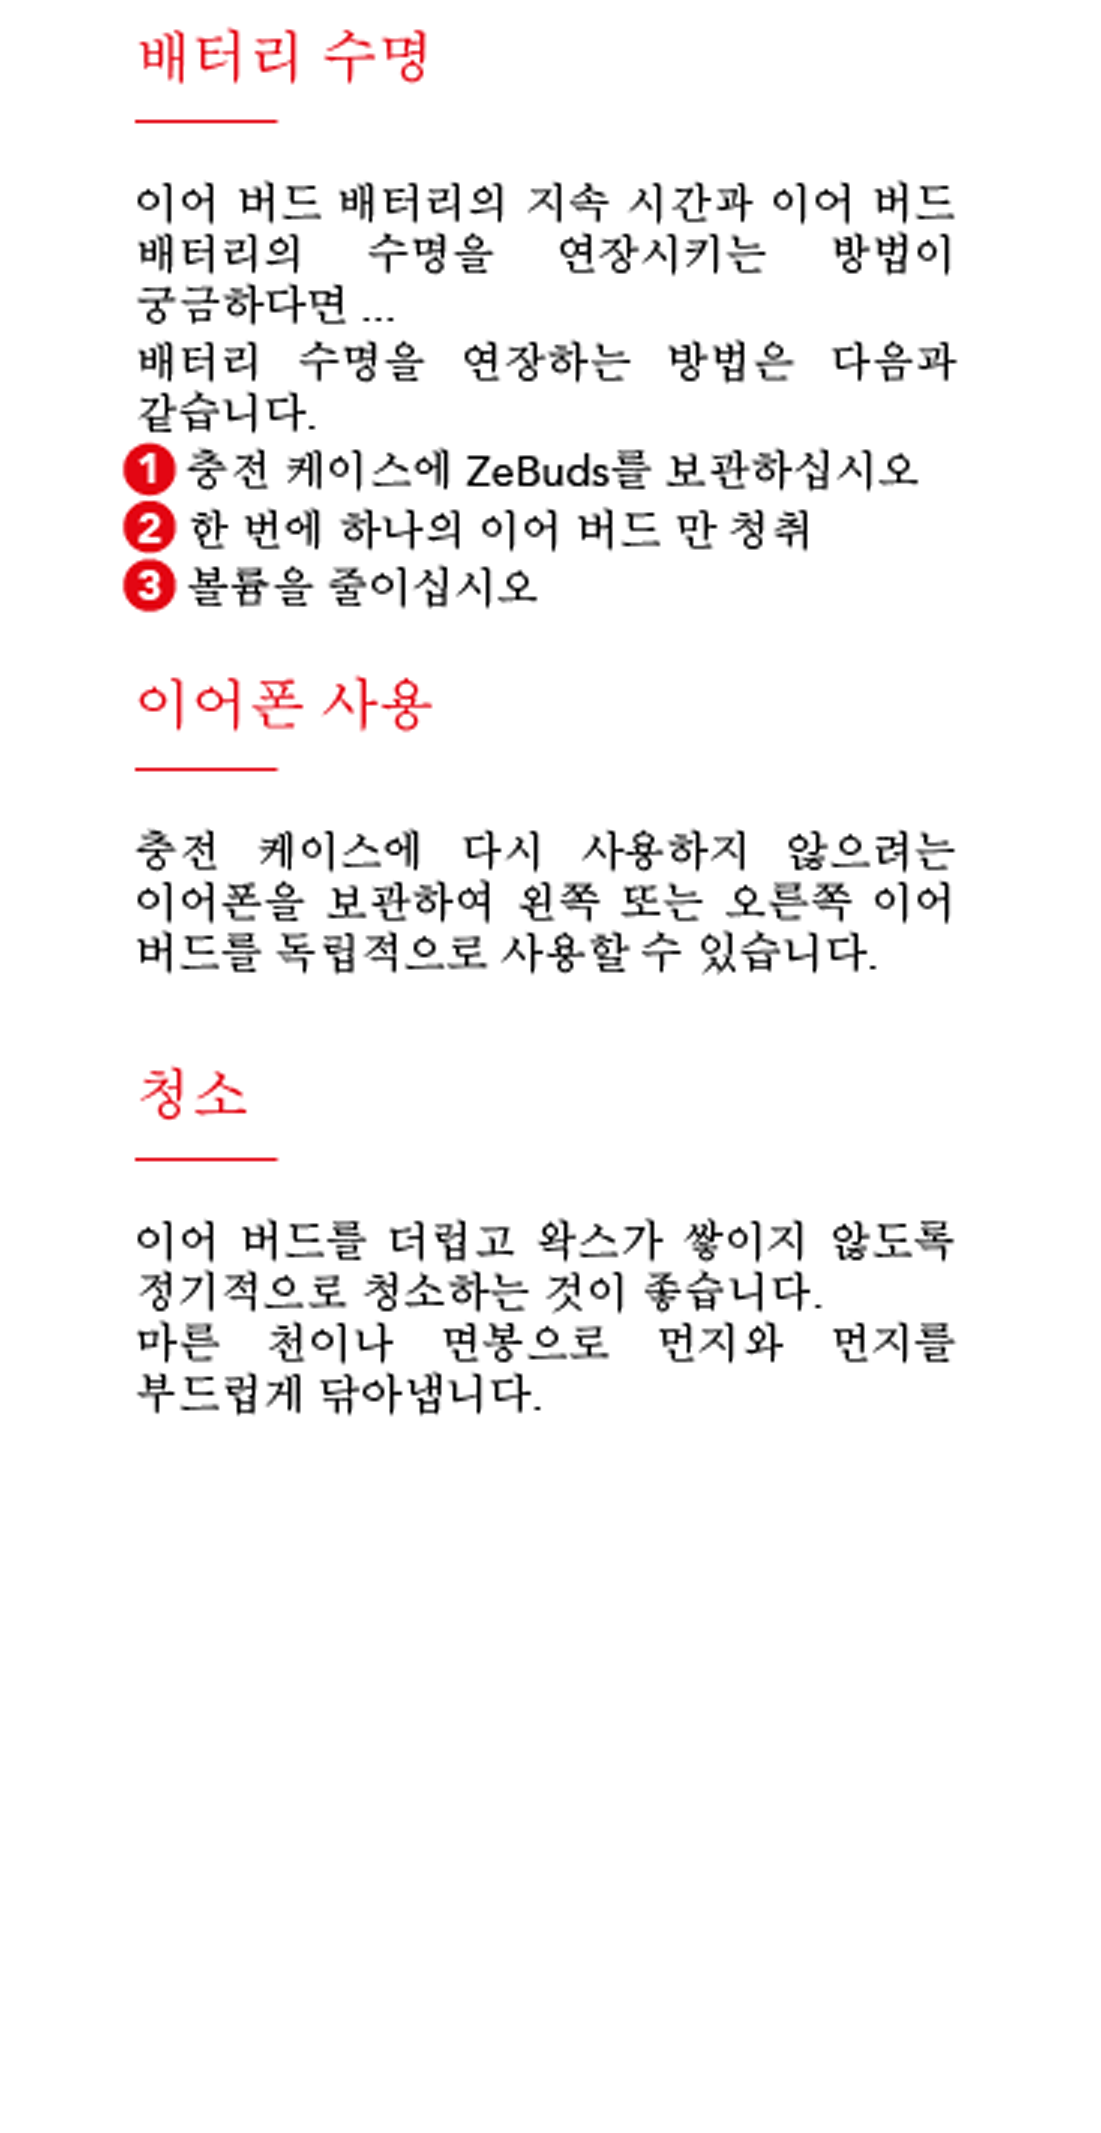 배터리 수명
이어 버드 배터리의 지속 시간과 이어 버드
배터리의 수명을 연장시키는 방법이
궁금하다면 ...
배터리 수명을 연장하는 방법은 다음과
같습니다.
1 충전 케이스에 ZeBuds를 보관하십시오
2 한 번에 하나의 이어 버드 만 청취
3 볼륨을 줄이십시오
이어폰 사용
충전 케이스에 다시 사용하지 않으려는
이어폰을 보관하여 왼쪽 또는 오른쪽 이어
버드를 독립적으로 사용할 수 있습니다.
청소
이어 버드를 더럽고 왁스가 쌓이지 않도록
정기적으로 청소하는 것이 좋습니다.
마른 천이나 면봉으로 먼지와 먼지를
부드럽게 닦아냅니다.